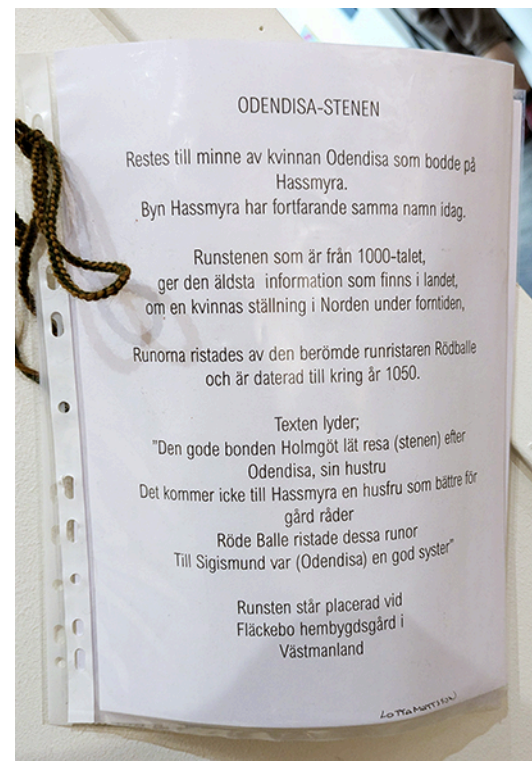 ODENDISA-STENEN
Restes till minne av kvinnan Odendisa som bodde på
Hassmyra.
Byn Hassmyra har fortfarande samma namn idag.
Runstenen som är från 1000-talet,
ger den äldsta information som finns i landet,
om en kvinnas ställning i Norden under forntiden,
Runorna ristades av den berömde runristaren Rödballe
och är daterad till kring år 1050.
Texten lyder;
"Den gode bonden Holmgöt lät resa (stenen) efter
Odendisa, sin hustru
Det kommer icke till Hassmyra en husfru som bättre för
gård råder
Röde Balle ristade dessa runor
Till Sigismund var (Odendisa) en god syster"
Runsten står placerad vid
Fläckebo hembygdsgård i
Västmanland